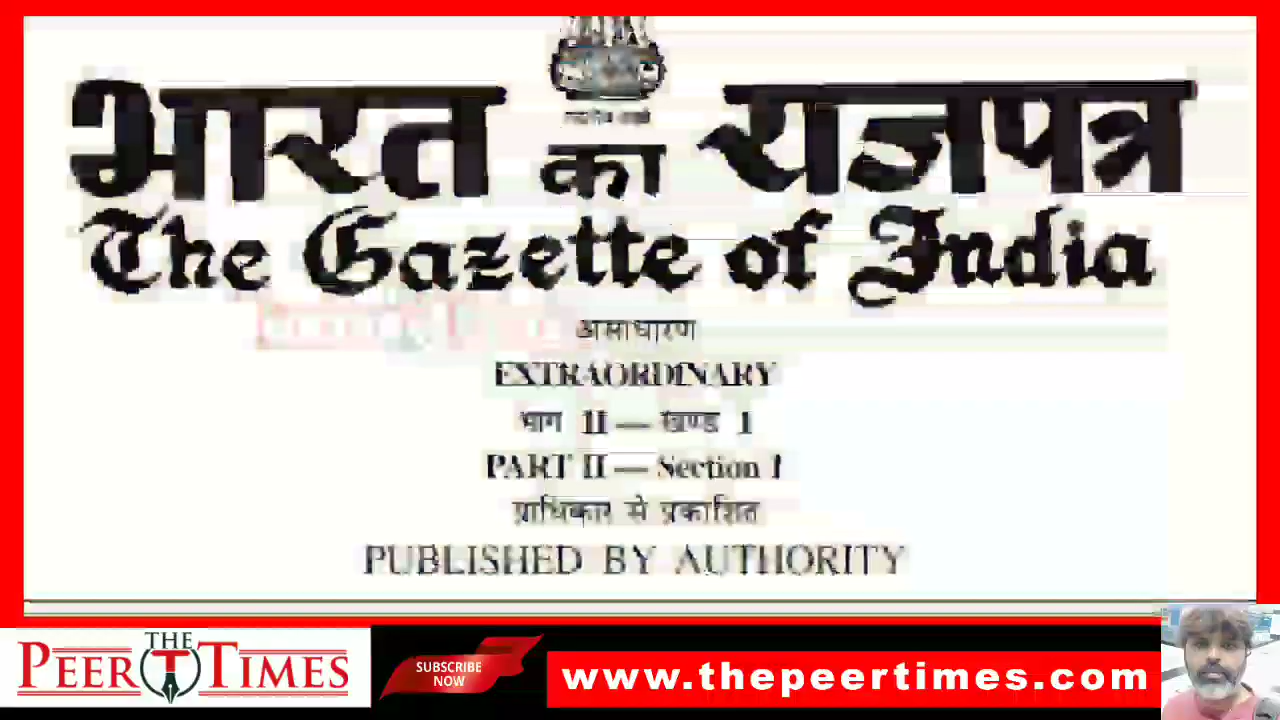 भारत का राजपत्र
The Gazette of India
असाधारण
EXTRAORDINARY
भाग II — खण्ड 1
PART II — Section 1
प्राधिकार से प्रकाशित
PUBLISHED BY AUTHORITY
THE
PEER TIMES
SUBSCRIBE
NOW
www.thepeertimes.com